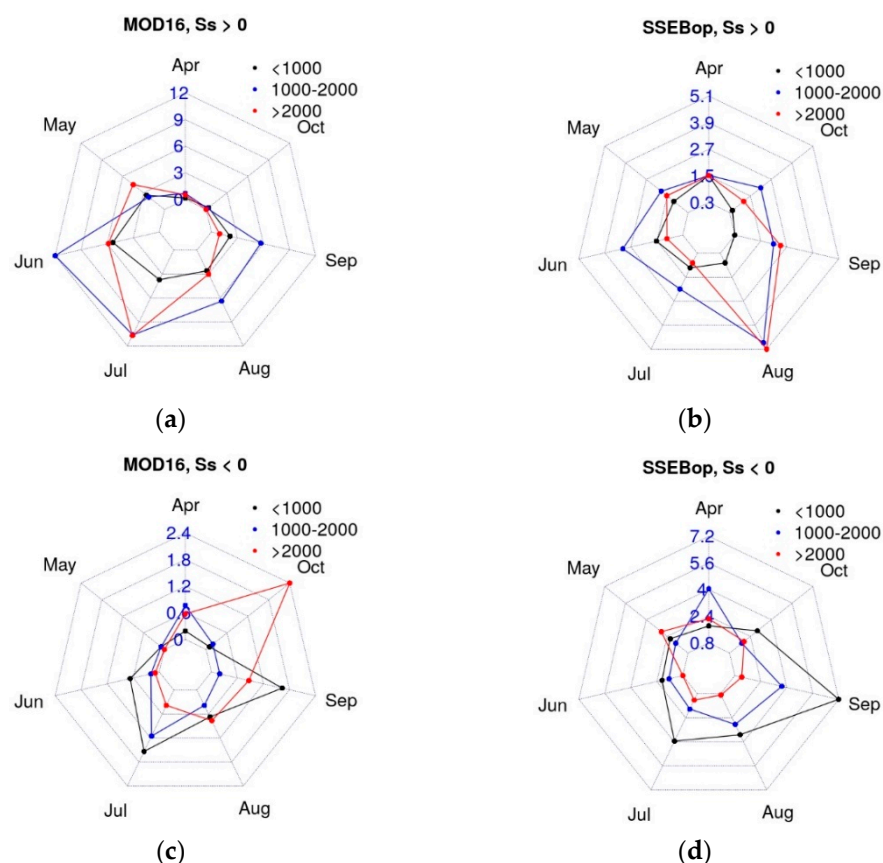 MOD16, Ss > 0
Apr
<1000
1000-2000
>2000
12
9
6
3
0
May
Oct
Jun
Sep
Jul
Aug
(a)
SSEBop, Ss > 0
Apr
<1000
1000-2000
>2000
5.1
3.9
2.7
1.5
0.3
May
Oct
Jun
Sep
Jul
Aug
(b)
MOD16, Ss < 0
Apr
<1000
1000-2000
>2000
2.4
1.8
1.2
0.6
0
May
Oct
Jun
Sep
Jul
Aug
(c)
SSEBop, Ss < 0
Apr
<1000
1000-2000
>2000
7.2
5.6
4
2.4
0.8
May
Oct
Jun
Sep
Jul
Aug
(d)